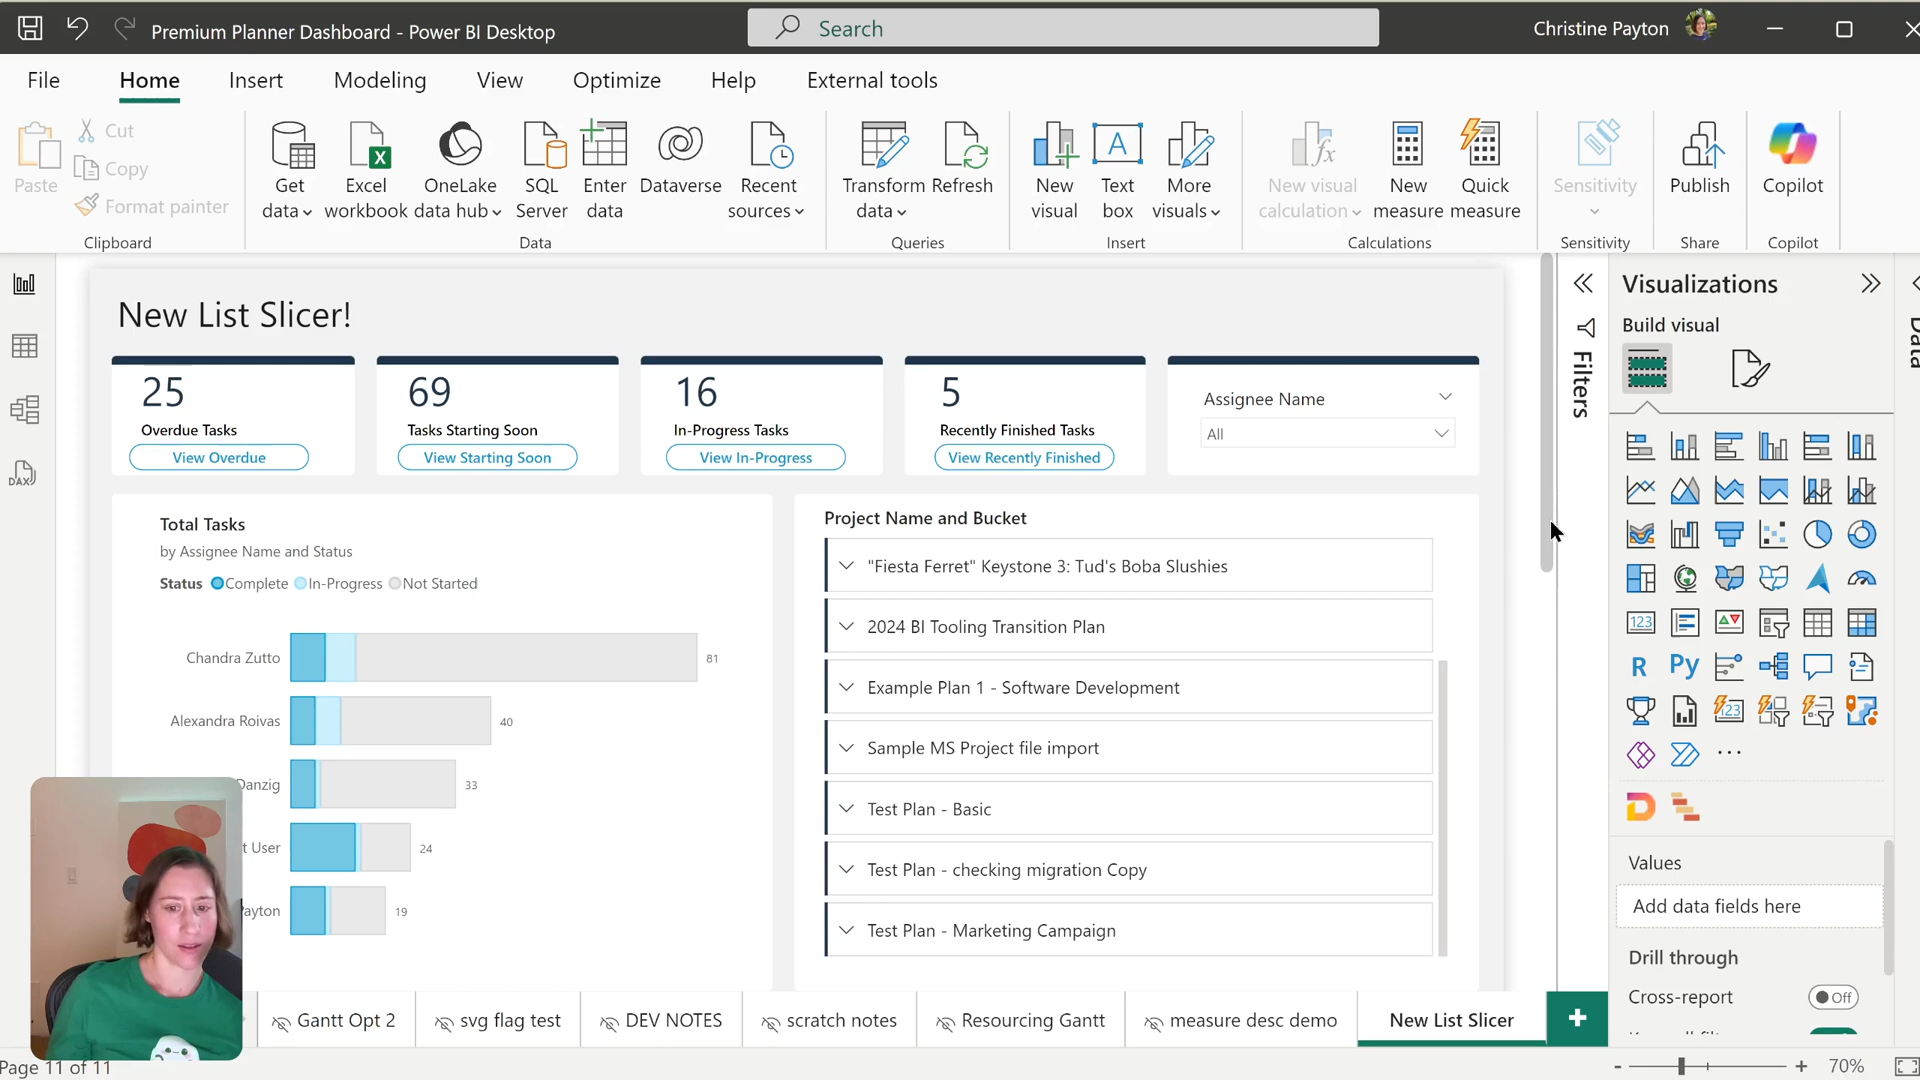 Premium Planner Dashboard - Power BI Desktop
Search
Christine Payton
File
Home
Insert
Modeling
View
Optimize
Help
External tools
Paste
Cut
Copy
Format painter
Clipboard
Get
data
Excel
workbook
OneLake
data hub
SQL
Server
Enter
data
Dataverse
Recent
sources
Data
Transform
data
Refresh
Queries
New
visual
Text
box
More
visuals
Insert
New visual
calculation
New
measure
Quick
measure
Calculations
Sensitivity
Sensitivity
Publish
Share
Copilot
Copilot
New List Slicer!
25
Overdue Tasks
View Overdue
69
Tasks Starting Soon
View Starting Soon
16
In-Progress Tasks
View In-Progress
5
Recently Finished Tasks
View Recently Finished
Assignee Name
All
Total Tasks
by Assignee Name and Status
Status Complete In-Progress Not Started
Chandra Zutto
81
Alexandra Roivas
40
Danzig
33
t User
24
ayton
19
Project Name and Bucket
"Fiesta Ferret" Keystone 3: Tud's Boba Slushies
2024 BI Tooling Transition Plan
Example Plan 1 - Software Development
Sample MS Project file import
Test Plan - Basic
Test Plan - checking migration Copy
Test Plan - Marketing Campaign
Filters
Visualizations
Build visual
123
R
Py
123
Values
Add data fields here
Drill through
Cross-report
Off
Data
DAX
Gantt Opt 2
svg flag test
DEV NOTES
scratch notes
Resourcing Gantt
measure desc demo
New List Slicer
Page 11 of 11
70%